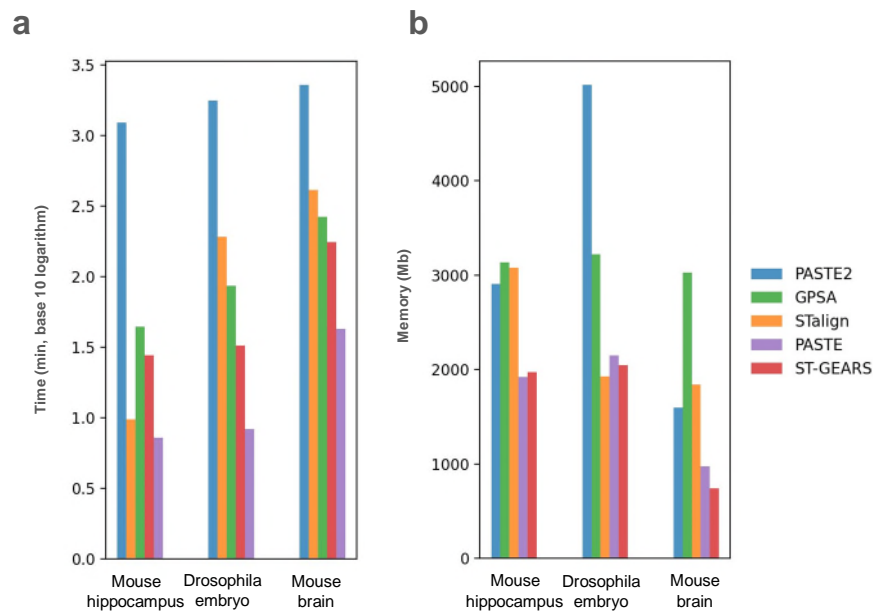 a
Time (min, base 10 logarithm)
3.5
3.0
2.5
2.0
1.5
1.0
0.5
0.0
Mouse
hippocampus
Drosophila
embryo
Mouse
brain
b
Memory (Mb)
5000
4000
3000
2000
1000
0
Mouse
hippocampus
Drosophila
embryo
Mouse
brain
PASTE2
GPSA
STalign
PASTE
ST-GEARS